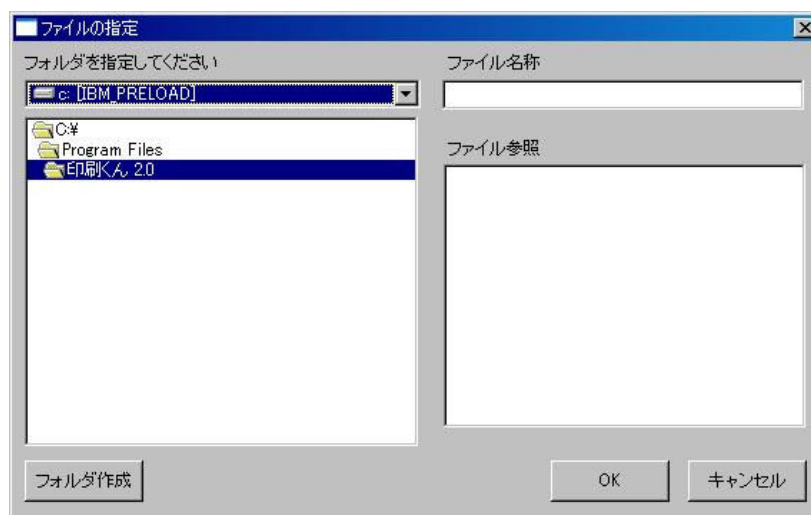 ファイルの指定
フォルダを指定してください
c: [IBM_PRELOAD]
C:¥
Program Files
印刷くん 2.0
ファイル名称
ファイル参照
フォルダ作成
OK
キャンセル